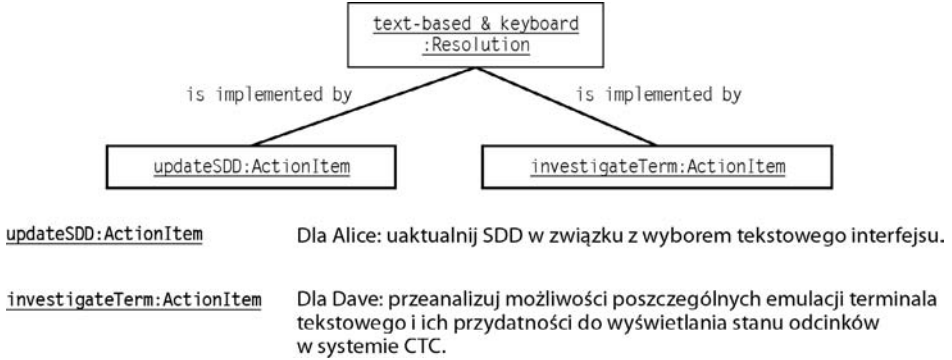 text-based & keyboard
:Resolution
is implemented by
is implemented by
updateSDD:ActionItem
investigateTerm:ActionItem
updateSDD:ActionItem
Dla Alice: uaktualnij SDD w związku z wyborem tekstowego interfejsu.
investigateTerm:ActionItem
Dla Dave: przeanalizuj możliwości poszczególnych emulacji terminala
tekstowego i ich przydatności do wyświetlania stanu odcinków
w systemie CTC.